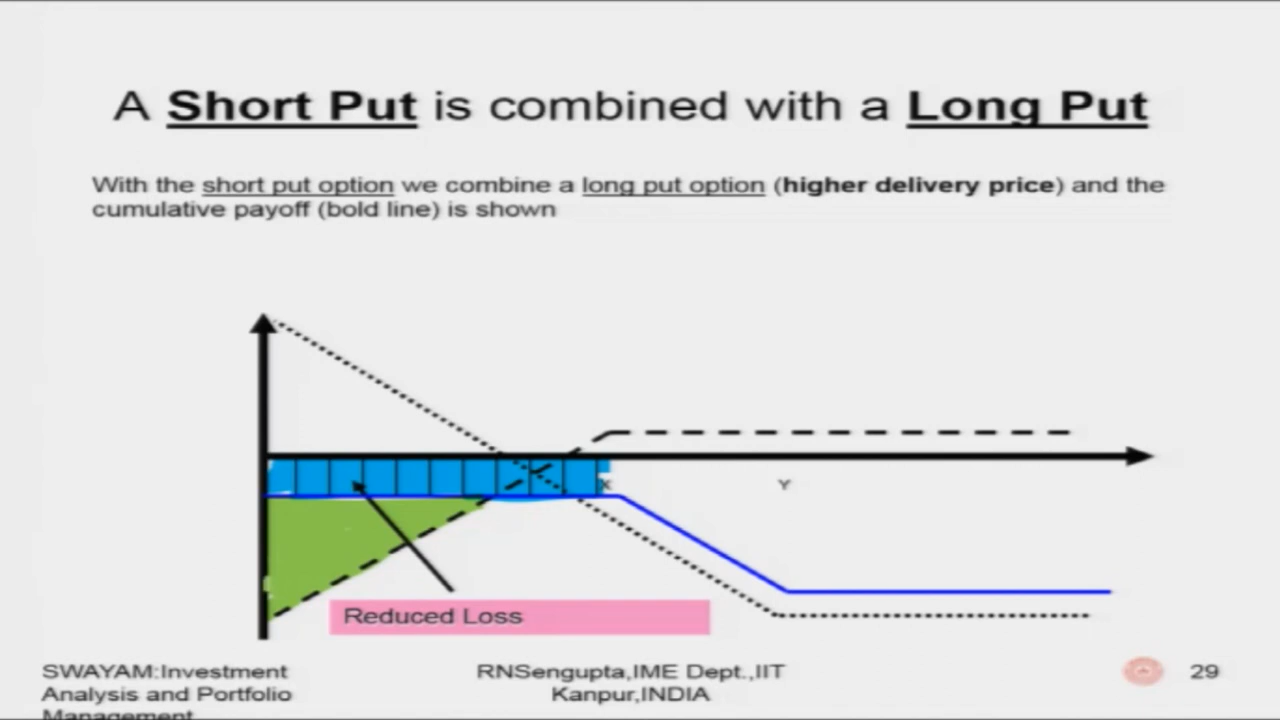 A Short Put is combined with a Long Put
With the short put option we combine a long put option (higher delivery price) and the
cumulative payoff (bold line) is shown
X
Y
Reduced Loss
SWAYAM:Investment
Analysis and Portfolio
Management
RNSengupta,IME Dept.,IIT
Kanpur,INDIA
29